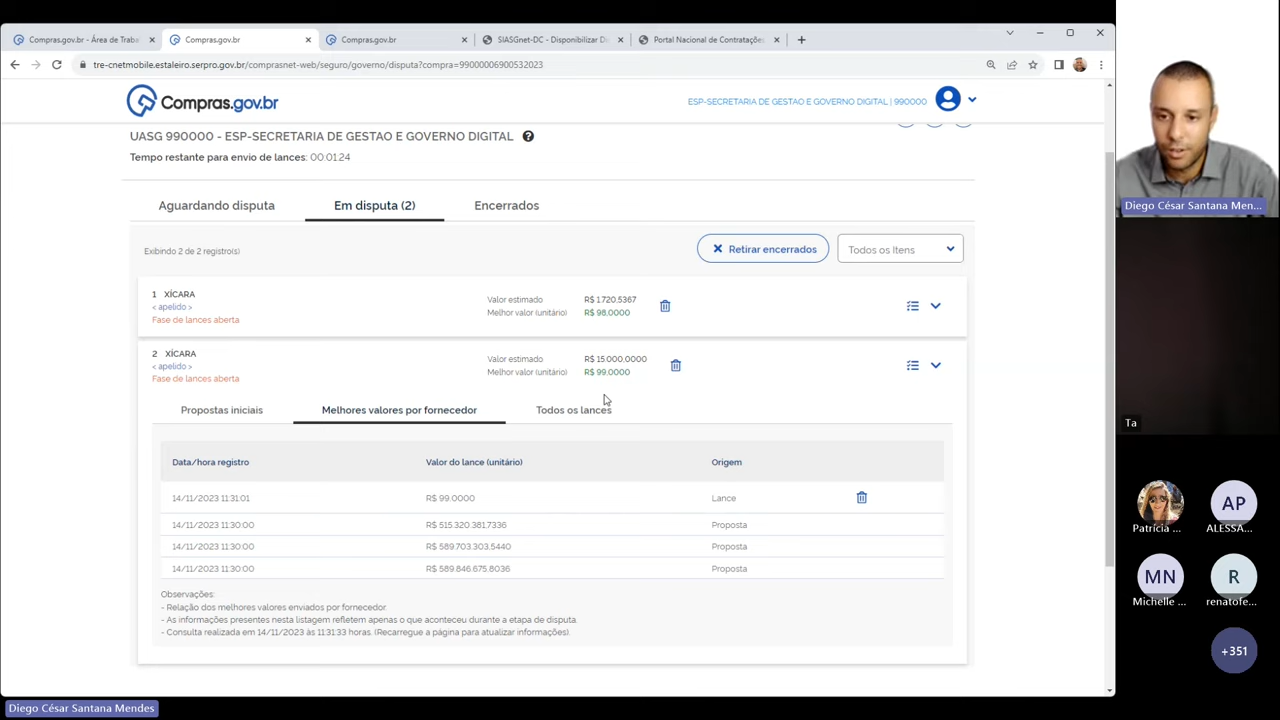 Compras.gov.br - Área de Traba
Compras.gov.br
Compras.gov.br
SIASGnet-DC - Disponibilizar Di
Portal Nacional de Contrataçõe
tre-cnetmobile.estaleiro.serpro.gov.br/comprasnet-web/seguro/governo/disputa?compra=99000006900532023
Compras.gov.br
ESP-SECRETARIA DE GESTAO E GOVERNO DIGITAL | 990000
UASG 990000 - ESP-SECRETARIA DE GESTAO E GOVERNO DIGITAL
Tempo restante para envio de lances: 00:01:24
Aguardando disputa
Em disputa (2)
Encerrados
Exibindo 2 de 2 registro(s)
Retirar encerrados
Todos os Itens
1 XÍCARA
< apelido >
Fase de lances aberta
Valor estimado R$ 1.720,5367
Melhor valor (unitário) R$ 98,0000
2 XÍCARA
< apelido >
Fase de lances aberta
Valor estimado R$ 15.000,0000
Melhor valor (unitário) R$ 99,0000
Propostas iniciais
Melhores valores por fornecedor
Todos os lances
Data/hora registro Valor do lance (unitário) Origem
14/11/2023 11:31:01 R$ 99,0000 Lance
14/11/2023 11:30:00 R$ 515.320.381,7336 Proposta
14/11/2023 11:30:00 R$ 589.703.303,5440 Proposta
14/11/2023 11:30:00 R$ 589.846.675,8036 Proposta
Observações:
- Relação dos melhores valores enviados por fornecedor.
- As informações presentes nesta listagem refletem apenas o que aconteceu durante a etapa de disputa.
- Consulta realizada em 14/11/2023 às 11:31:33 horas. (Recarregue a página para atualizar informações).
Diego César Santana Men...
Ta
Patrícia ...
AP
ALESSA...
MN
Michelle ...
R
renatofe...
+351
Diego César Santana Mendes